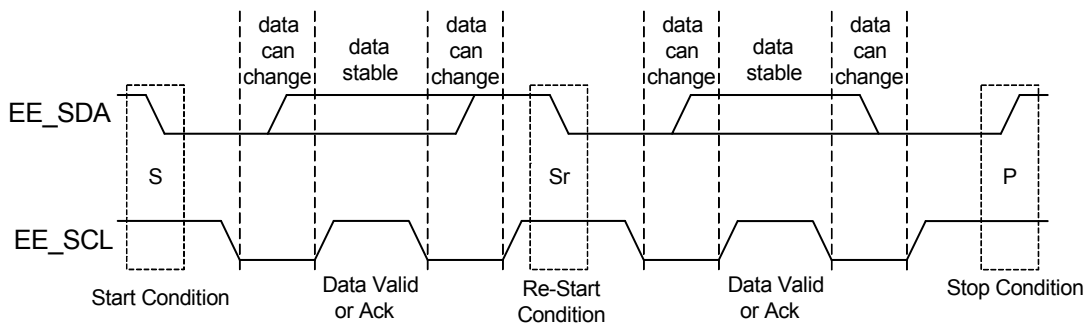 data
can
change
data
stable
data
can
change
data
can
change
data
stable
data
can
change
EE_SDA
S
Sr
P
EE_SCL
Start Condition
Data Valid
or Ack
Re-Start
Condition
Data Valid
or Ack
Stop Condition